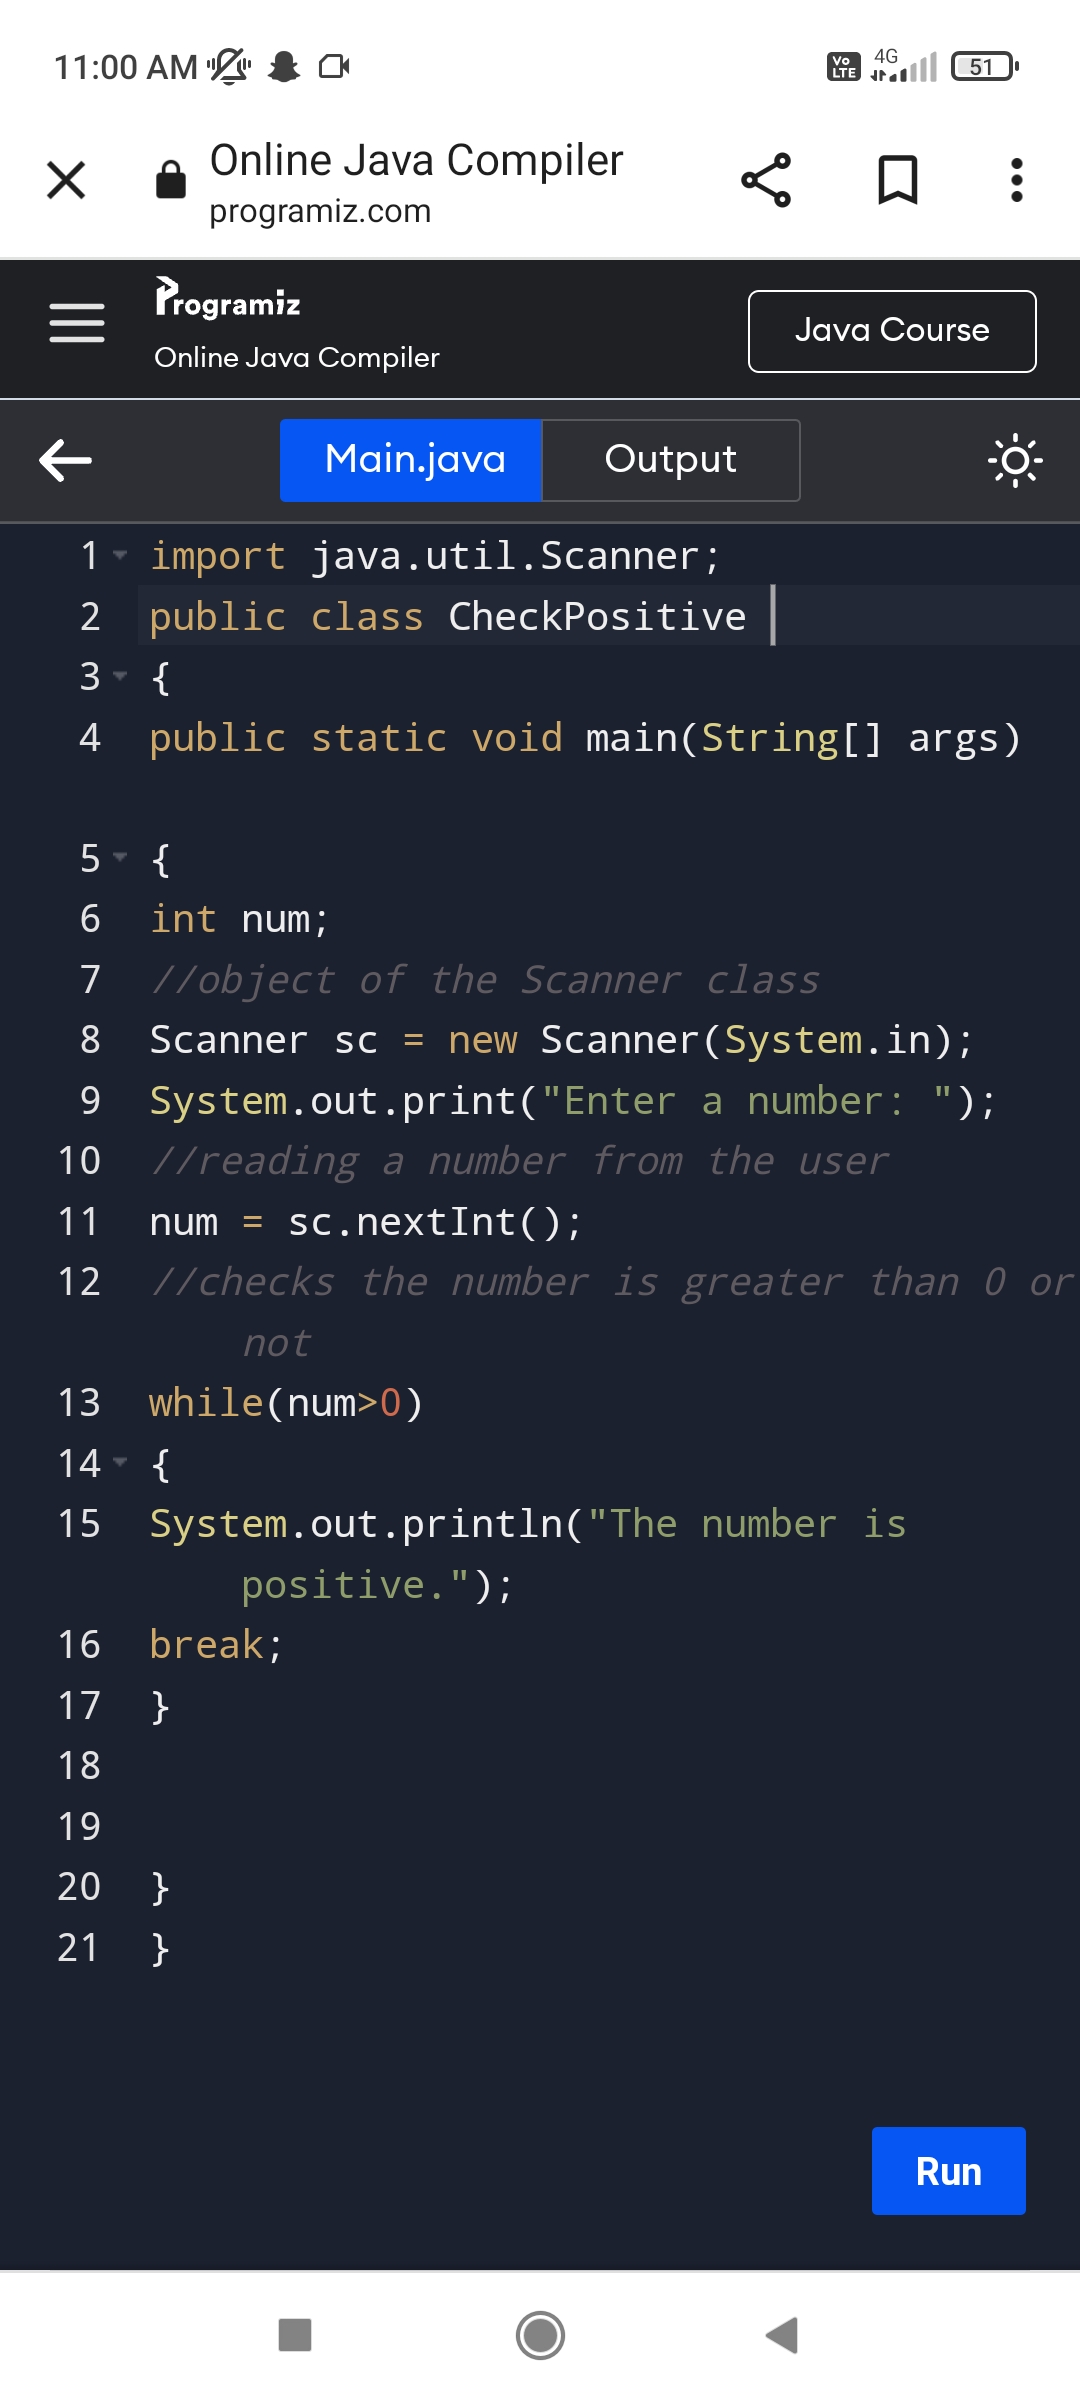 11:00 AM
Vo LTE 4G 51
Online Java Compiler
programiz.com
Programiz
Online Java Compiler
Java Course
Main.java
Output
1 import java.util.Scanner;
2 public class CheckPositive
3 {
4 public static void main(String[] args)
5 {
6 int num;
7 //object of the Scanner class
8 Scanner sc = new Scanner(System.in);
9 System.out.print("Enter a number: ");
10 //reading a number from the user
11 num = sc.nextInt();
12 //checks the number is greater than 0 or
not
13 while(num>0)
14 {
15 System.out.println("The number is
positive.");
16 break;
17 }
18
19
20 }
21 }
Run